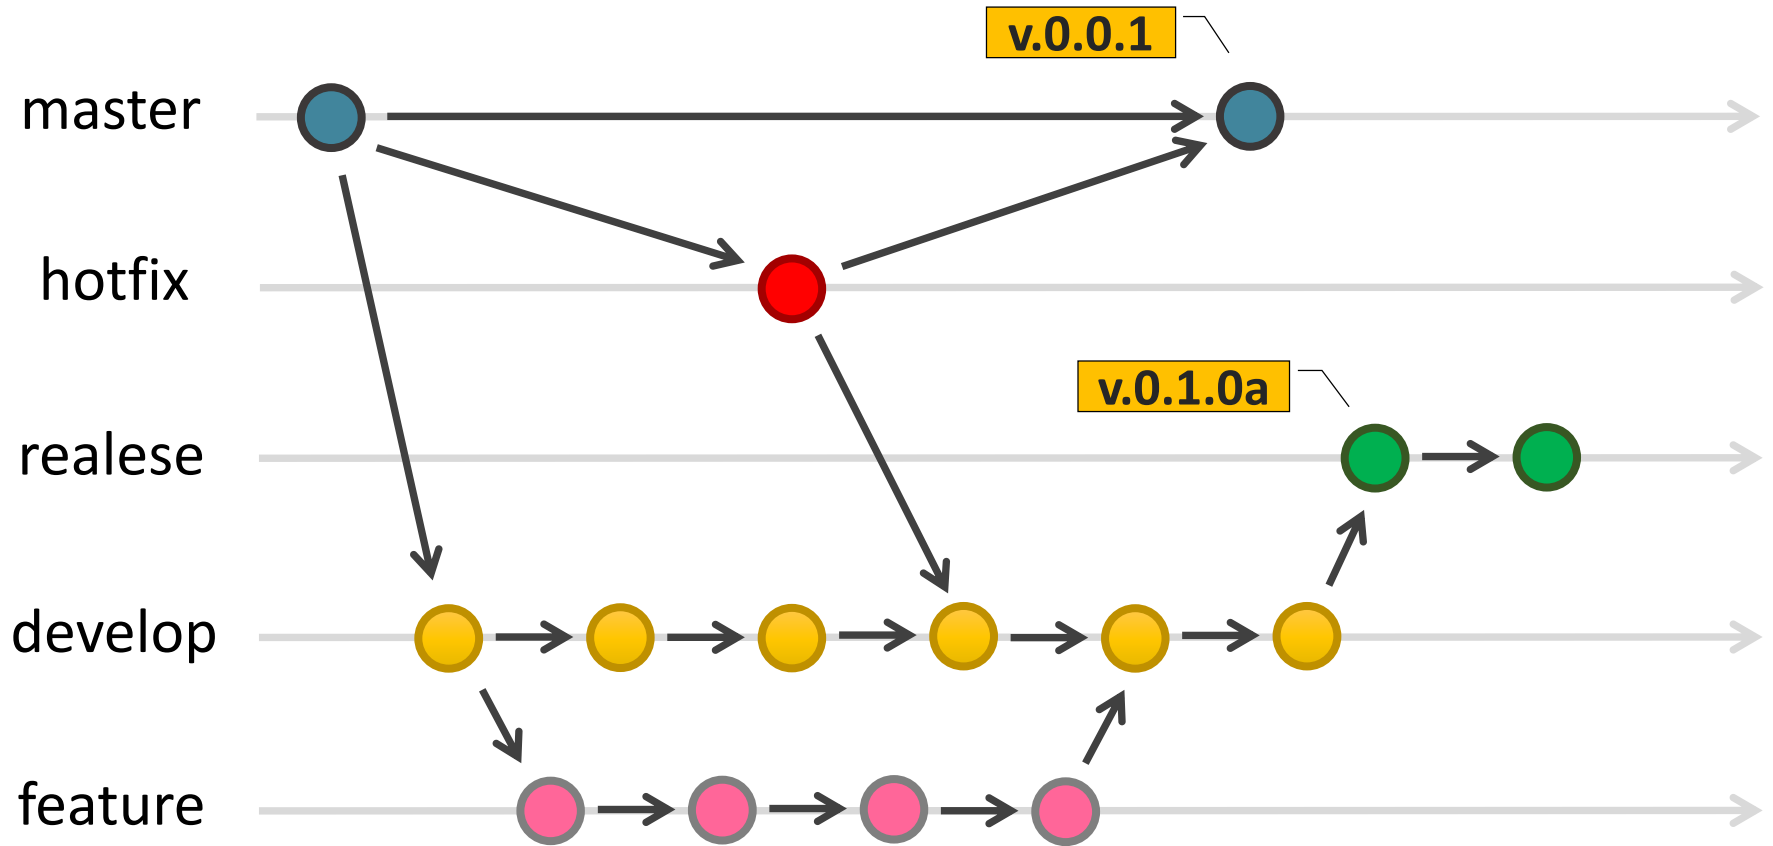 v.0.0.1
master
hotfix
v.0.1.0a
realese
develop
feature